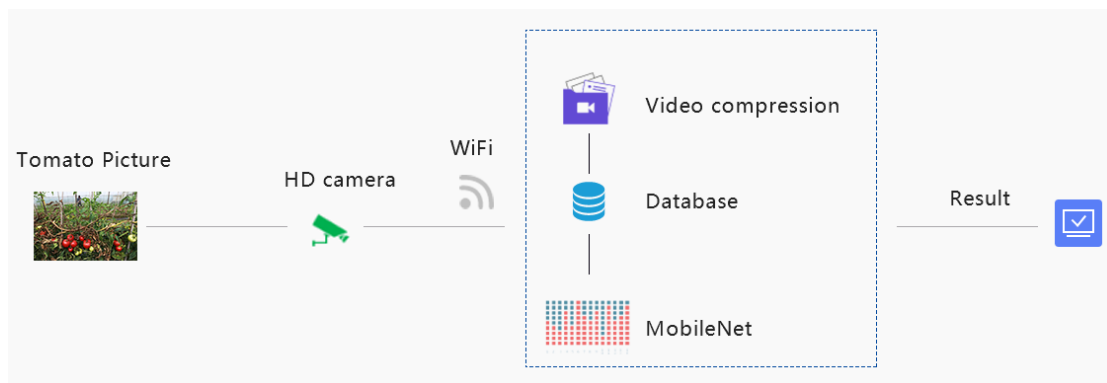 Tomato Picture
HD camera
WiFi
Video compression
Database
MobileNet
Result